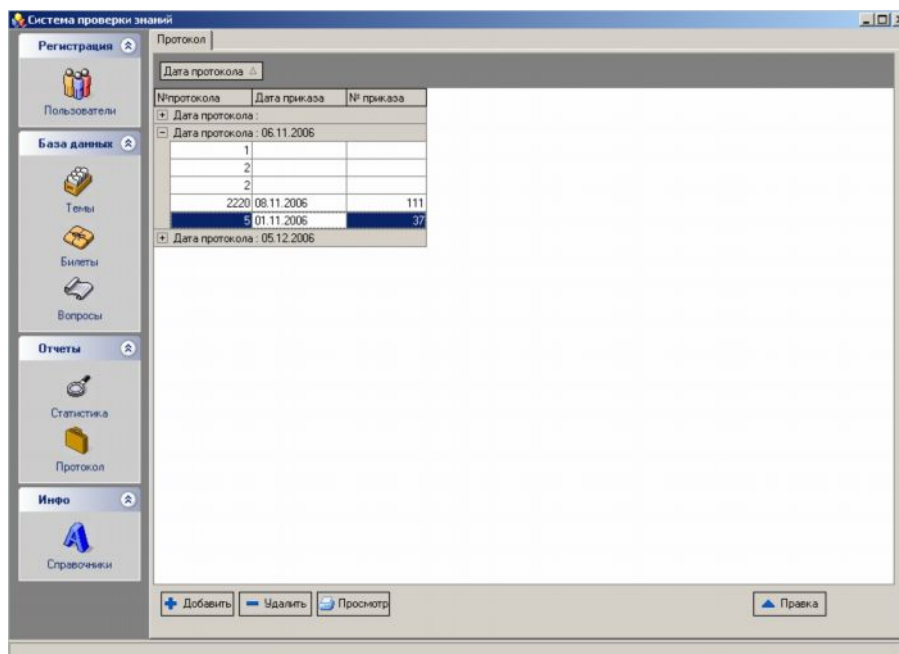 Система проверки знаний
Регистрация
Пользователи
База данных
Темы
Билеты
Вопросы
Отчеты
Статистика
Протокол
Инфо
Справочники
Протокол
Дата протокола
№протокола Дата приказа № приказа
Дата протокола :
Дата протокола : 06.11.2006
1
2
2
2220 08.11.2006 111
5 01.11.2006 37
Дата протокола : 05.12.2006
Добавить Удалить Просмотр Правка